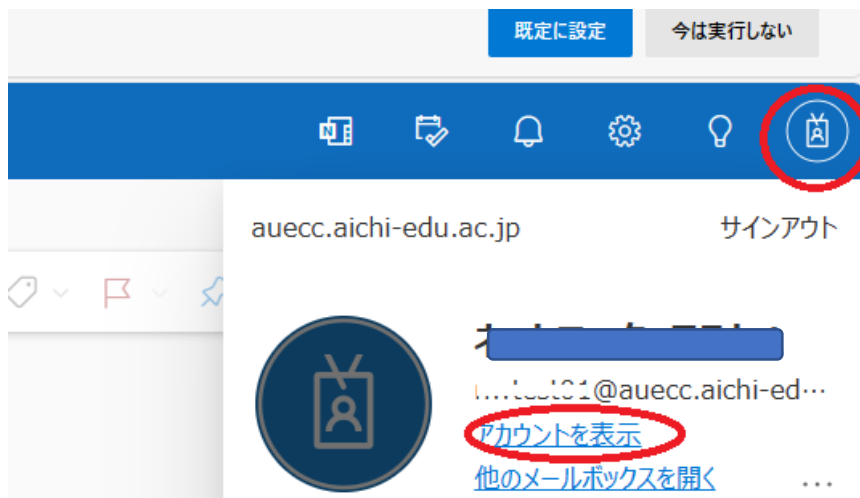 既定に設定 今は実行しない
auecc.aichi-edu.ac.jp サインアウト
@auecc.aichi-ed…
アカウントを表示
他のメールボックスを開く …